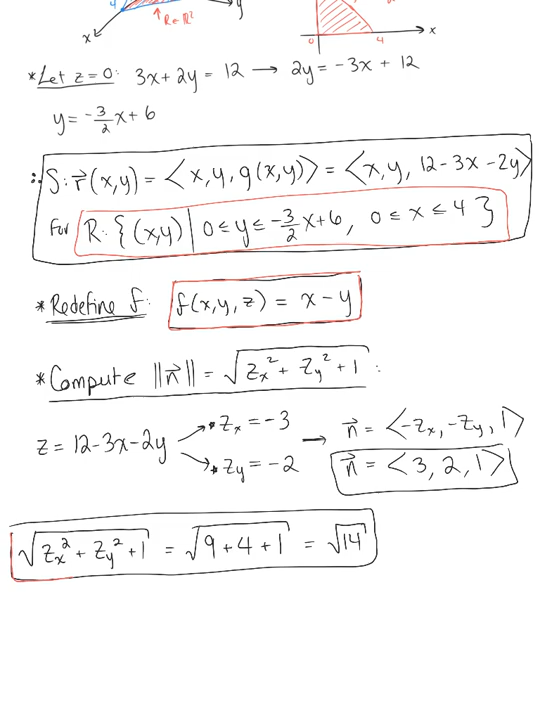 4
y
R ∈ ℝ²
x
0
4
x
*Let z=0: 3x+2y = 12 → 2y = -3x + 12
y = -3/2 x + 6
∴ S: r⃗(x,y) = <x, y, g(x,y)> = <x, y, 12-3x-2y>
For R: {(x,y) | 0 ≤ y ≤ -3/2 x+6, 0 ≤ x ≤ 4}
*Redefine f: f(x,y,z) = x - y
*Compute ||n⃗|| = √(Zx² + Zy² + 1):
Z = 12-3x-2y
* Zx = -3
* Zy = -2
→ n⃗ = <-Zx, -Zy, 1>
n⃗ = <3, 2, 1>
√(Zx² + Zy² + 1) = √(9+4+1) = √14